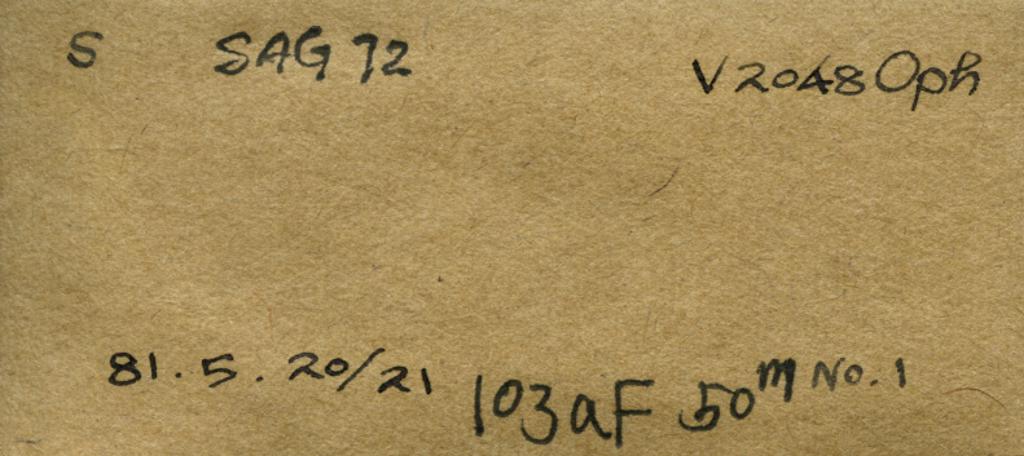 S SAG 72 V2048 Oph
81.5.20/21 103aF 50m No.1